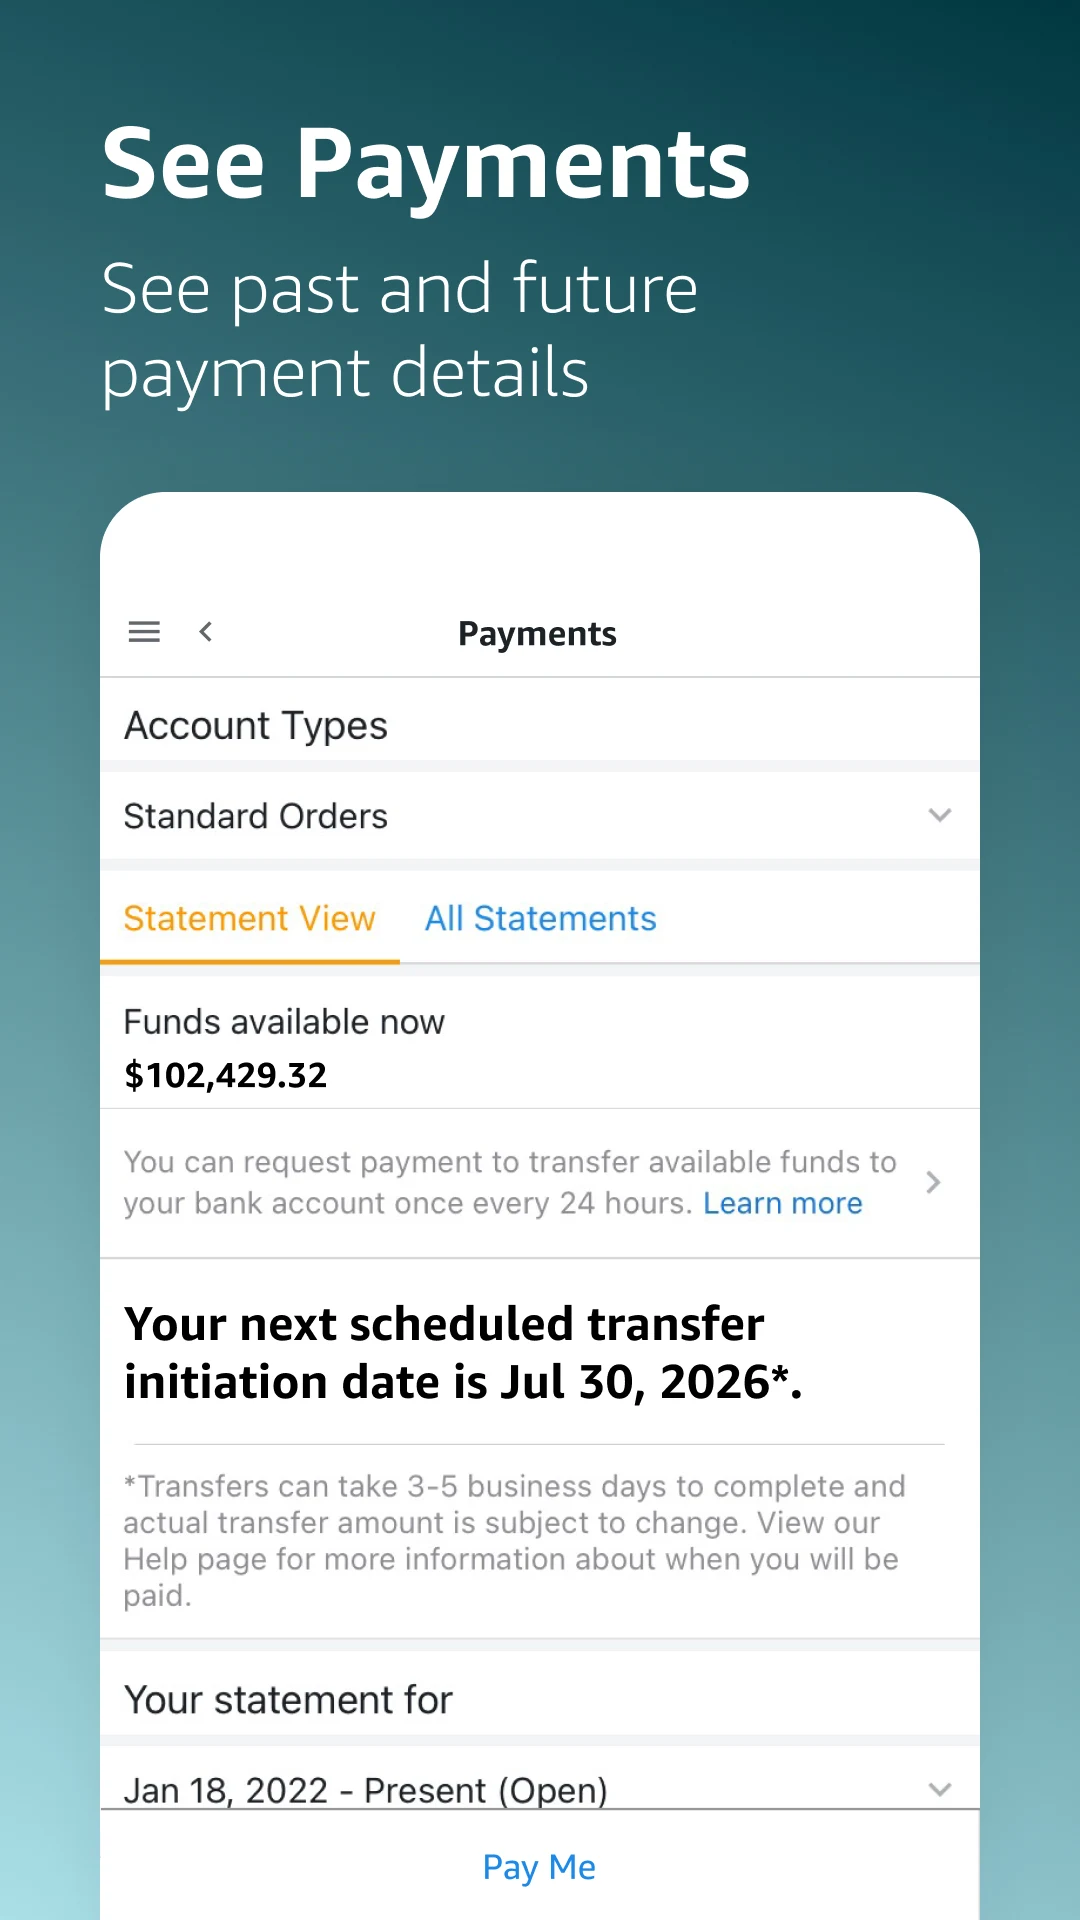 See Payments
See past and future
payment details
Payments
Account Types
Standard Orders
Statement View
All Statements
Funds available now
$102,429.32
You can request payment to transfer available funds to
your bank account once every 24 hours. Learn more
Your next scheduled transfer
initiation date is Jul 30, 2026*.
*Transfers can take 3-5 business days to complete and
actual transfer amount is subject to change. View our
Help page for more information about when you will be
paid.
Your statement for
Jan 18, 2022 - Present (Open)
Pay Me